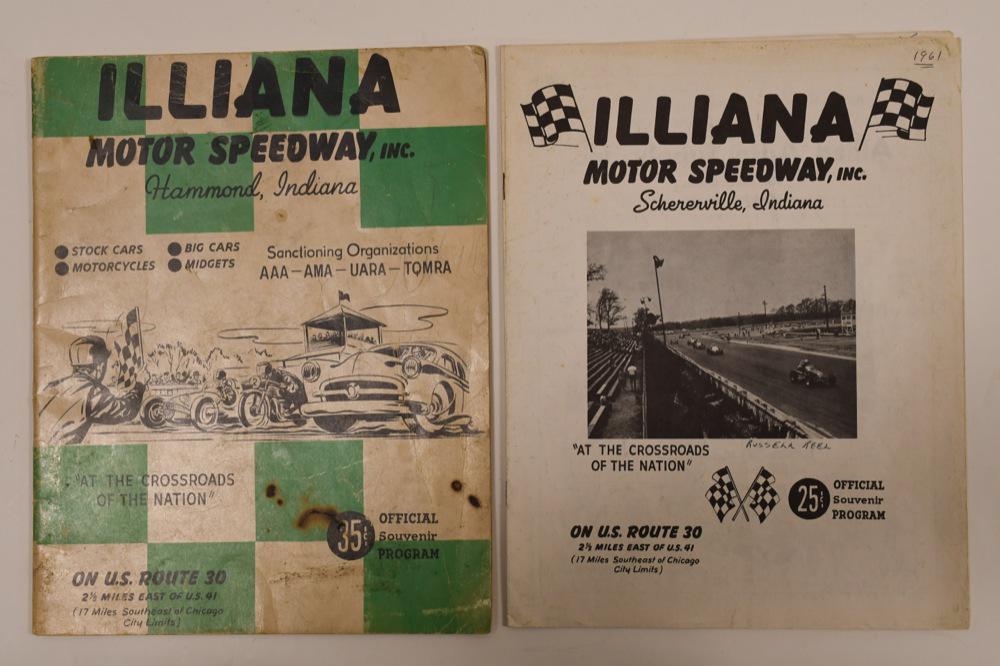 ILLIANA
MOTOR SPEEDWAY, INC.
Hammond, Indiana
STOCK CARS
MOTORCYCLES
BIG CARS
MIDGETS
Sanctioning Organizations
AAA — AMA — UARA — TQMRA
"AT THE CROSSROADS
OF THE NATION"
35¢
OFFICIAL
Souvenir
PROGRAM
ON U.S. ROUTE 30
2½ MILES EAST OF U.S. 41
(17 Miles Southeast of Chicago
City Limits)
1961
ILLIANA
MOTOR SPEEDWAY, INC.
Schererville, Indiana
RUSSELL KEEL
"AT THE CROSSROADS
OF THE NATION"
25¢
OFFICIAL
Souvenir
PROGRAM
ON U.S. ROUTE 30
2½ MILES EAST OF U.S. 41
(17 Miles Southeast of Chicago
City Limits)